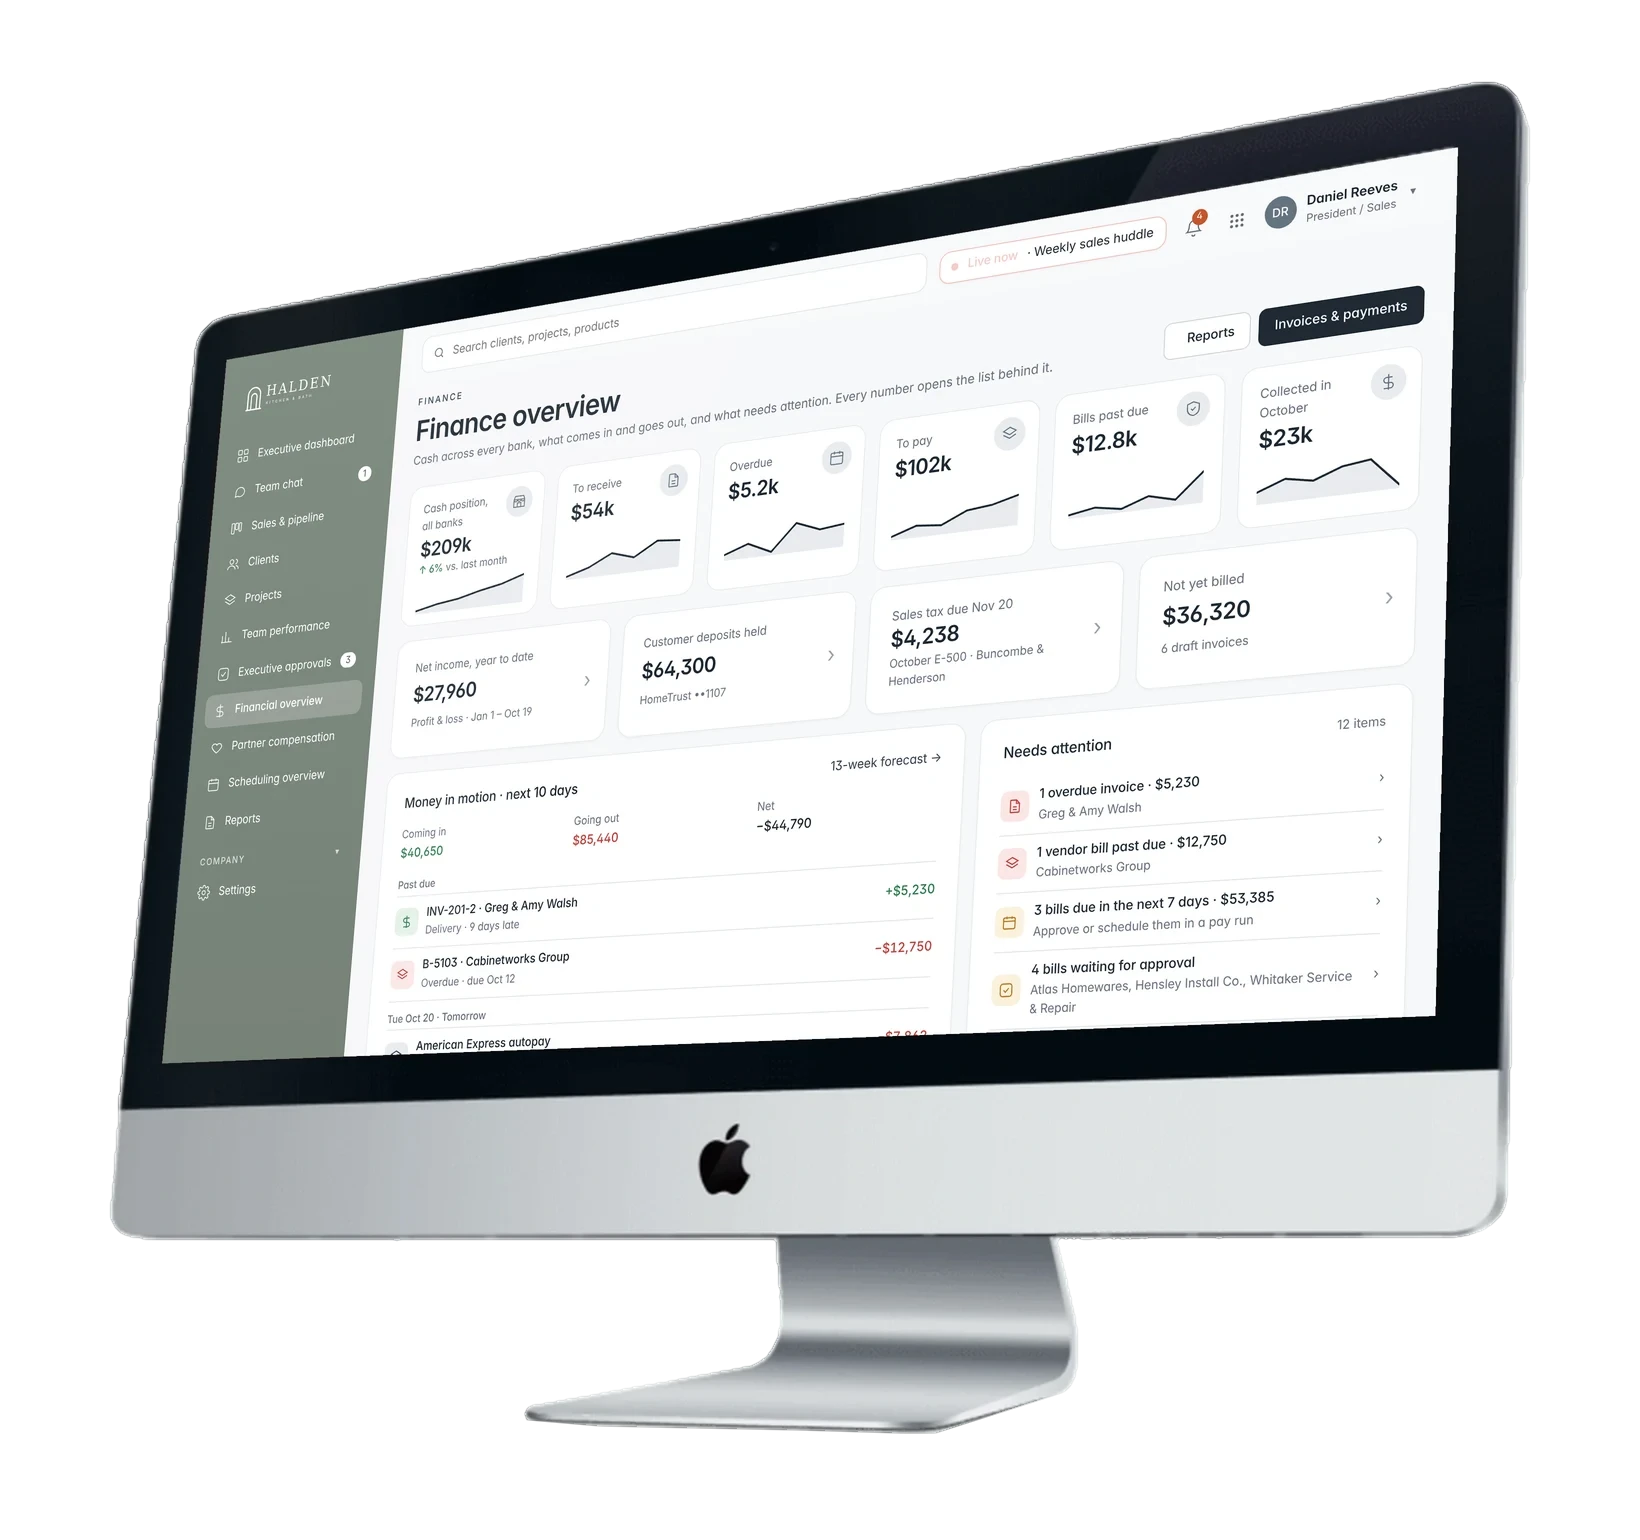 HALDEN
KITCHEN & BATH
Executive dashboard
Team chat
1
Sales & pipeline
Clients
Projects
Team performance
Executive approvals
3
Financial overview
Partner compensation
Scheduling overview
Reports
COMPANY
Settings
Search clients, projects, products
Live now · Weekly sales huddle
4
DR
Daniel Reeves
President / Sales
FINANCE
Finance overview
Cash across every bank, what comes in and goes out, and what needs attention. Every number opens the list behind it.
Reports
Invoices & payments
Cash position,
all banks
$209k
↑ 6% vs. last month
To receive
$54k
Overdue
$5.2k
To pay
$102k
Bills past due
$12.8k
Collected in
October
$23k
Net income, year to date
$27,960
Profit & loss · Jan 1 – Oct 19
Customer deposits held
$64,300
HomeTrust ••1107
Sales tax due Nov 20
$4,238
October E-500 · Buncombe &
Henderson
Not yet billed
$36,320
6 draft invoices
Money in motion · next 10 days
13-week forecast →
Coming in
$40,650
Going out
$85,440
Net
−$44,790
Past due
INV-201-2 · Greg & Amy Walsh
Delivery · 9 days late
+$5,230
B-5103 · Cabinetworks Group
Overdue · due Oct 12
−$12,750
Tue Oct 20 · Tomorrow
American Express autopay
Needs attention
12 items
1 overdue invoice · $5,230
Greg & Amy Walsh
1 vendor bill past due · $12,750
Cabinetworks Group
3 bills due in the next 7 days · $53,385
Approve or schedule them in a pay run
4 bills waiting for approval
Atlas Homewares, Hensley Install Co., Whitaker Service
& Repair